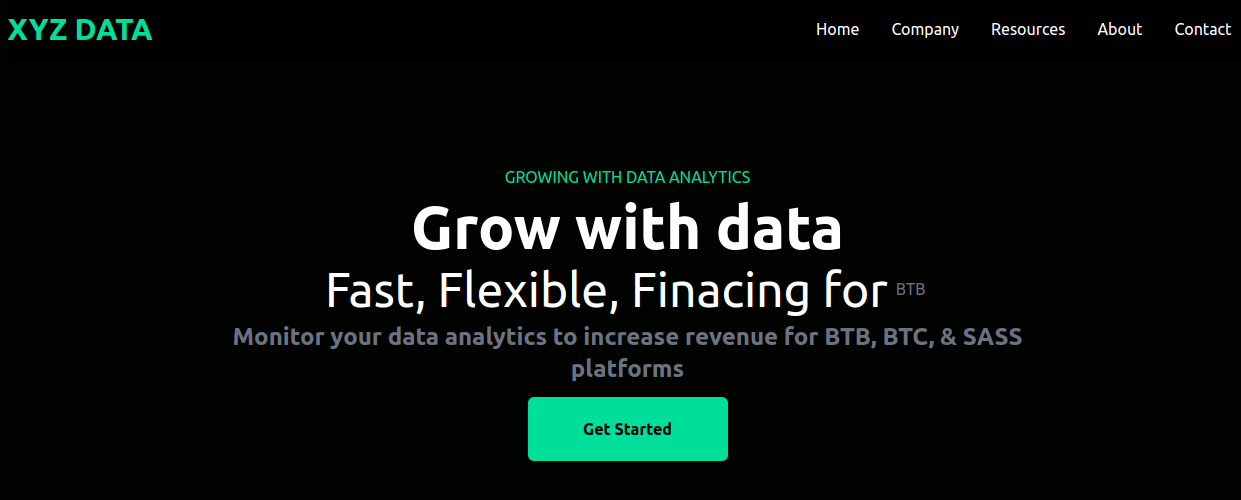 XYZ DATA
Home Company Resources About Contact
GROWING WITH DATA ANALYTICS
Grow with data
Fast, Flexible, Finacing for BTB
Monitor your data analytics to increase revenue for BTB, BTC, & SASS
platforms
Get Started